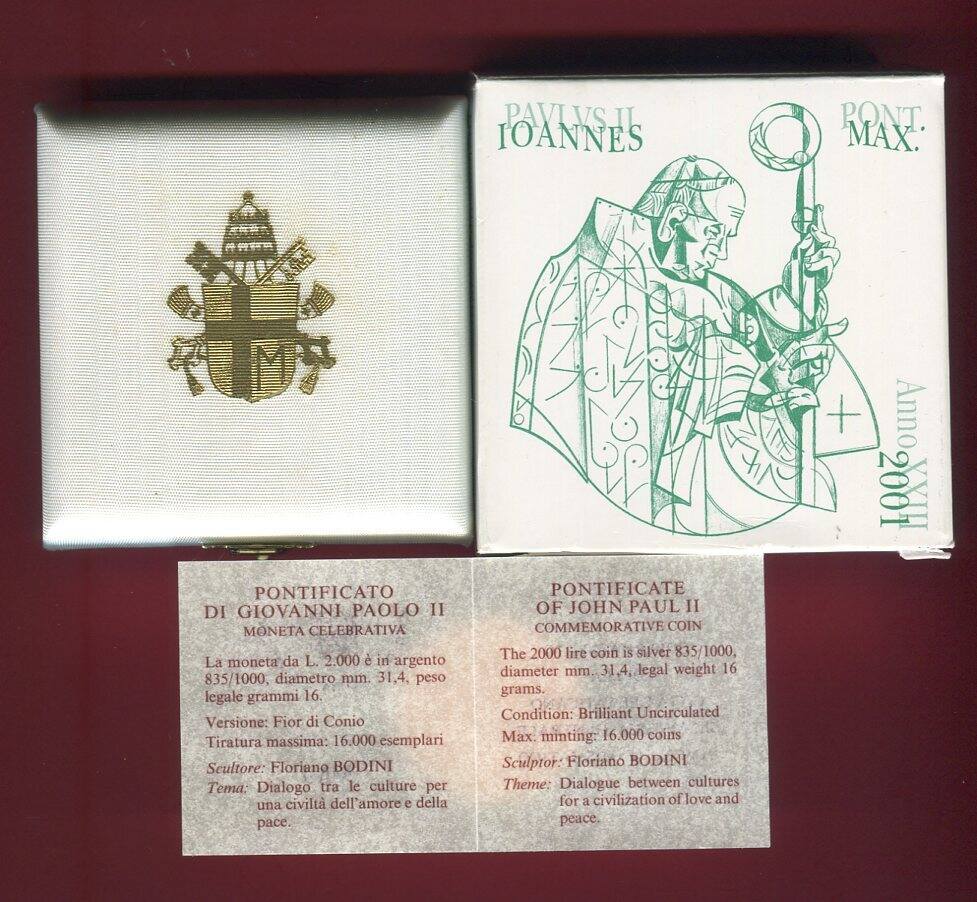 M
PAVLVS II
IOANNES
PONT.
MAX:
Anno XXIII
2001
PONTIFICATO
DI GIOVANNI PAOLO II
MONETA CELEBRATIVA
La moneta da L. 2.000 è in argento
835/1000, diametro mm. 31,4, peso
legale grammi 16.
Versione: Fior di Conio
Tiratura massima: 16.000 esemplari
Scultore: Floriano BODINI
Tema: Dialogo tra le culture per
una civiltà dell'amore e della
pace.
PONTIFICATE
OF JOHN PAUL II
COMMEMORATIVE COIN
The 2000 lire coin is silver 835/1000,
diameter mm. 31,4, legal weight 16
grams.
Condition: Brilliant Uncirculated
Max. minting: 16.000 coins
Sculptor: Floriano BODINI
Theme: Dialogue between cultures
for a civilization of love and
peace.